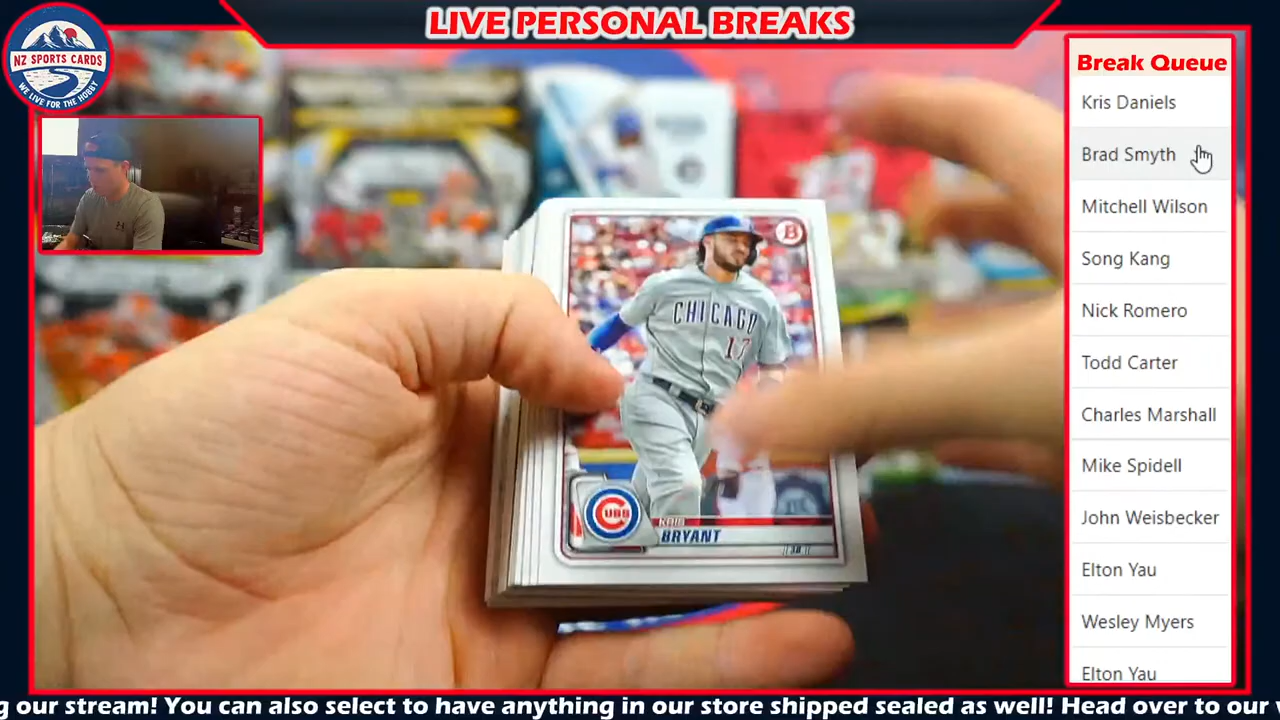 LIVE PERSONAL BREAKS
NZ SPORTS CARDS
WE LIVE FOR THE HOBBY
Break Queue
Kris Daniels
Brad Smyth
Mitchell Wilson
Song Kang
Nick Romero
Todd Carter
Charles Marshall
Mike Spidell
John Weisbecker
Elton Yau
Wesley Myers
Elton Yau
B
CHICAGO
17
CUBS
KRIS
BRYANT
3B
g our stream! You can also select to have anything in our store shipped sealed as well! Head over to our